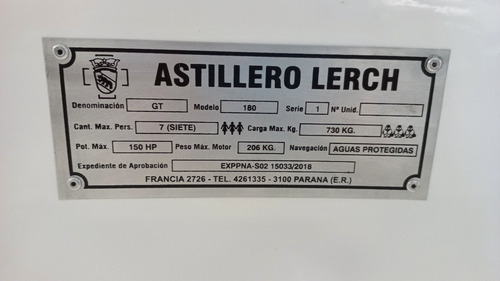 ASTILLERO LERCH
Denominación GT Modelo 180 Serie 1 Nº Unid.
Cant. Max. Pers. 7 (SIETE) Carga Max. Kg. 730 KG.
Pot. Máx. 150 HP Peso Máx. Motor 206 KG. Navegación AGUAS PROTEGIDAS
Expediente de Aprobación EXPPNA-S02 15033/2018
FRANCIA 2726 - TEL. 4261335 - 3100 PARANA (E.R.)